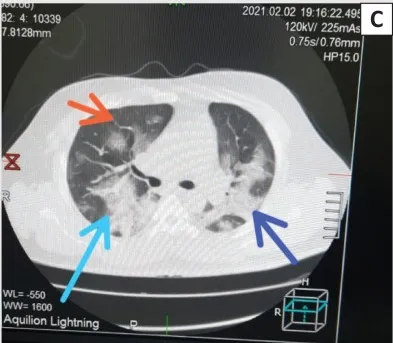 82: 4: 10339
7.8128mm
2021.02.02 19:16:22.495
120kV/ 225mAs
0.75s/0.76mm
HP15.0
C
WL= -550
WW= 1600
Aquilion Lightning
H
R